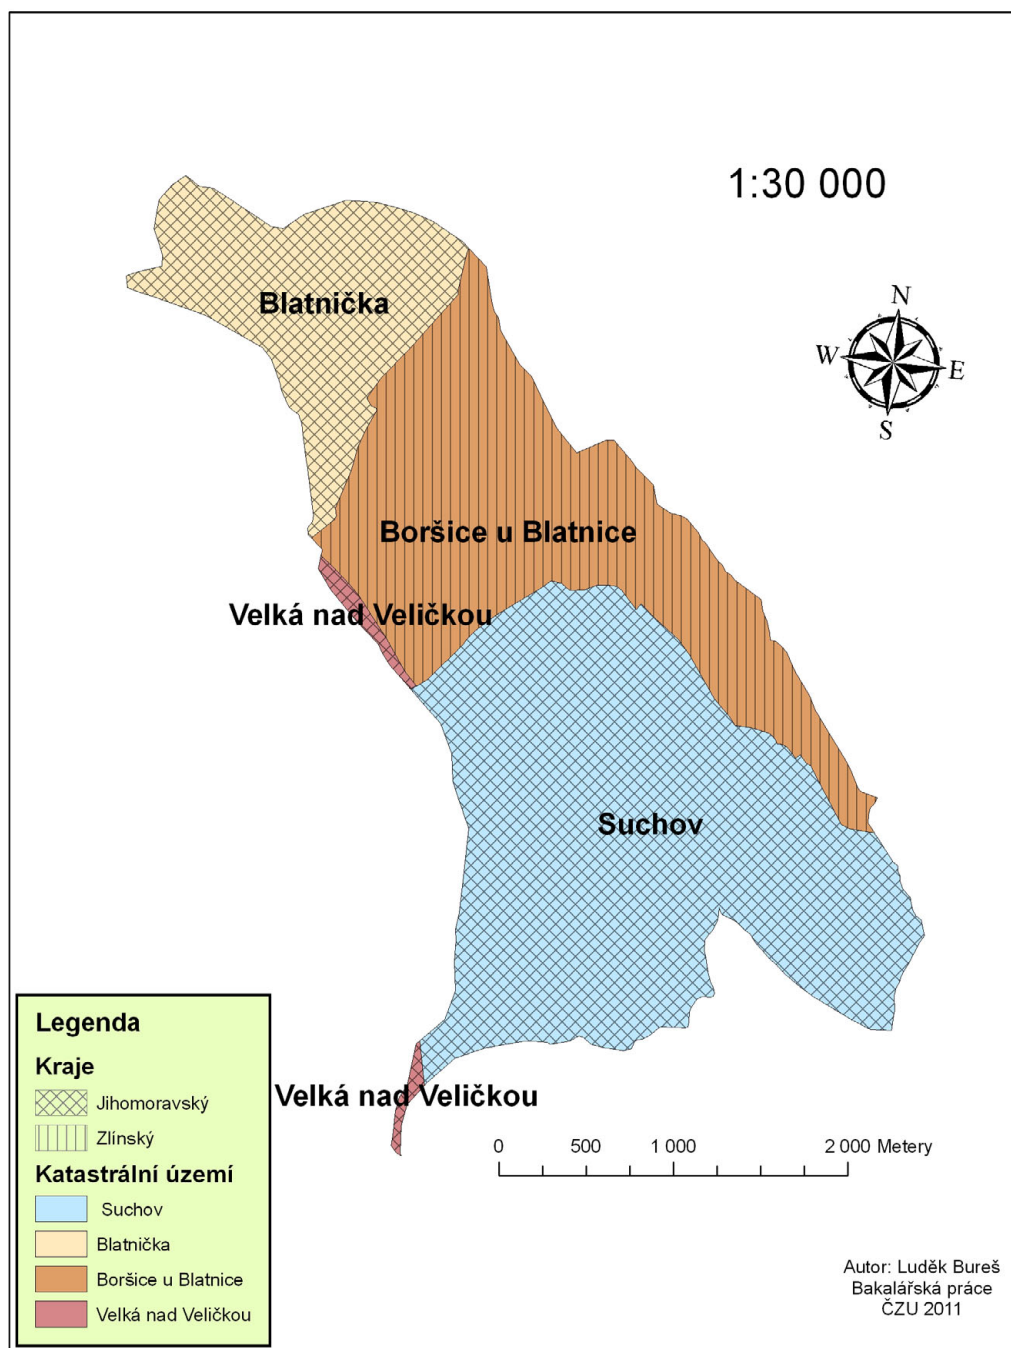 1:30 000
N
W
E
S
Blatnička
Boršice u Blatnice
Velká nad Veličkou
Suchov
Velká nad Veličkou
Legenda
Kraje
Jihomoravský
Zlínský
Katastrální území
Suchov
Blatnička
Boršice u Blatnice
Velká nad Veličkou
0 500 1 000 2 000 Metery
Autor: Luděk Bureš
Bakalářská práce
ČZU 2011